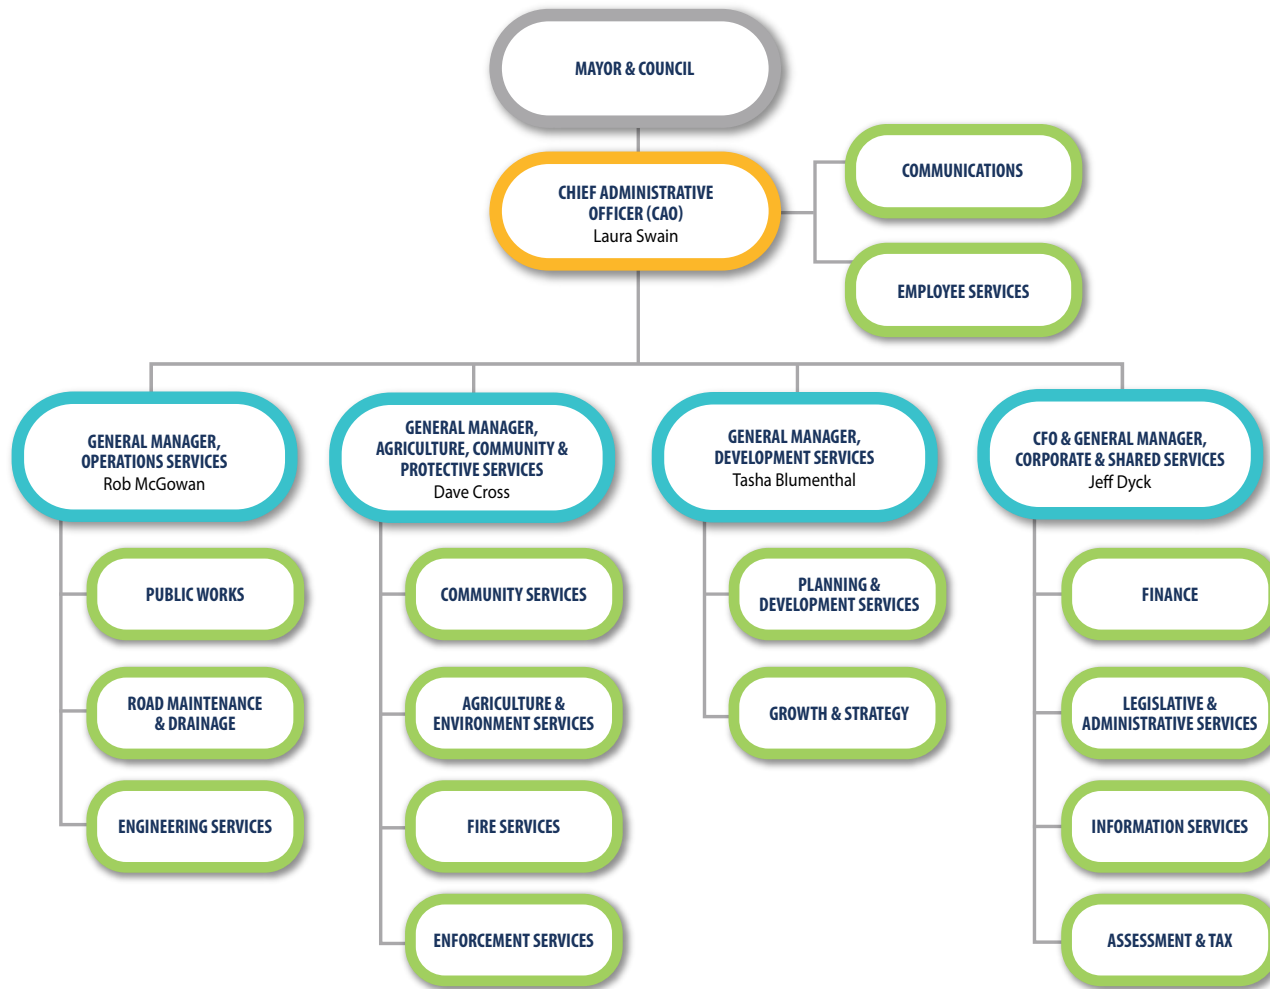 MAYOR & COUNCIL
CHIEF ADMINISTRATIVE
OFFICER (CAO)
Laura Swain
COMMUNICATIONS
EMPLOYEE SERVICES
GENERAL MANAGER,
OPERATIONS SERVICES
Rob McGowan
GENERAL MANAGER,
AGRICULTURE, COMMUNITY &
PROTECTIVE SERVICES
Dave Cross
GENERAL MANAGER,
DEVELOPMENT SERVICES
Tasha Blumenthal
CFO & GENERAL MANAGER,
CORPORATE & SHARED SERVICES
Jeff Dyck
PUBLIC WORKS
ROAD MAINTENANCE
& DRAINAGE
ENGINEERING SERVICES
COMMUNITY SERVICES
AGRICULTURE &
ENVIRONMENT SERVICES
FIRE SERVICES
ENFORCEMENT SERVICES
PLANNING &
DEVELOPMENT SERVICES
GROWTH & STRATEGY
FINANCE
LEGISLATIVE &
ADMINISTRATIVE SERVICES
INFORMATION SERVICES
ASSESSMENT & TAX